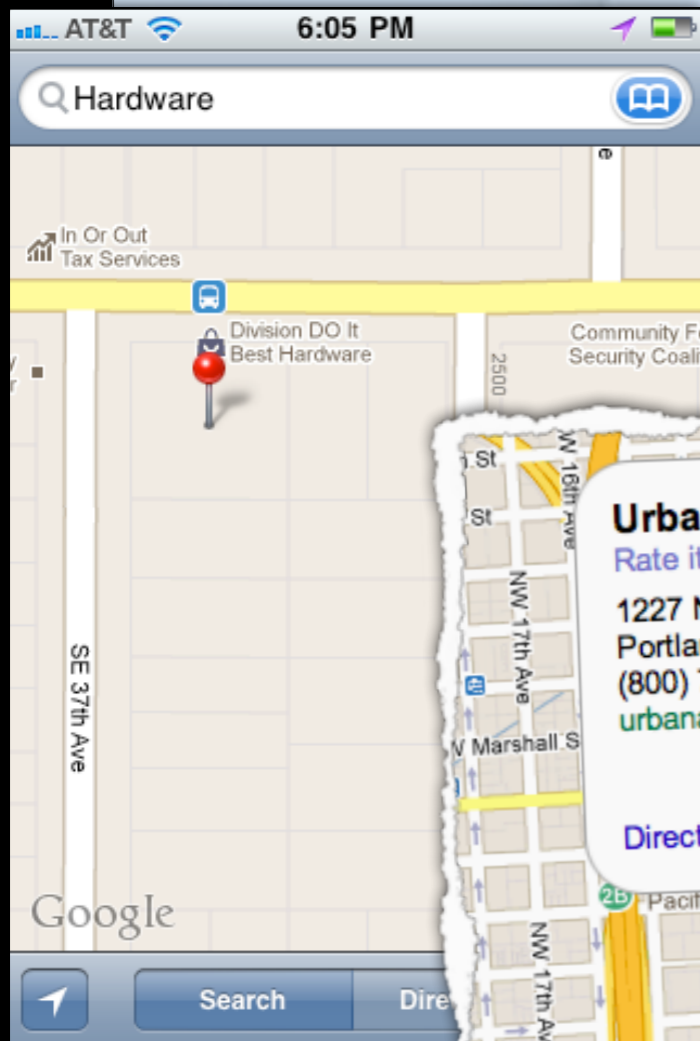 AT&T
6:05 PM
Hardware
e
In Or Out
Tax Services
Division DO It
Best Hardware
Community F
Security Coali
2500
SE 37th Ave
St
St
W 16th Ave
NW 17th Ave
W Marshall S
NW 17th Av
Urba
Rate it
1227 N
Portla
(800)
urbana
Direct
2B
Pacif
Google
Search
Dire